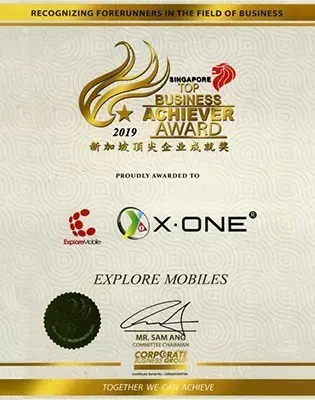 RECOGNIZING FORERUNNERS IN THE FIELD OF BUSINESS
SINGAPORE
TOP
BUSINESS
ACHIEVER
AWARD
2019
新加坡頂尖企业成就奖
PROUDLY AWARDED TO
ExploreMobile
X·ONE®
EXPLORE MOBILES
MR. SAM ANG
COMMITTEE CHAIRMAN
CORPORATE
BUSINESS GROUP
TOGETHER WE CAN ACHIEVE